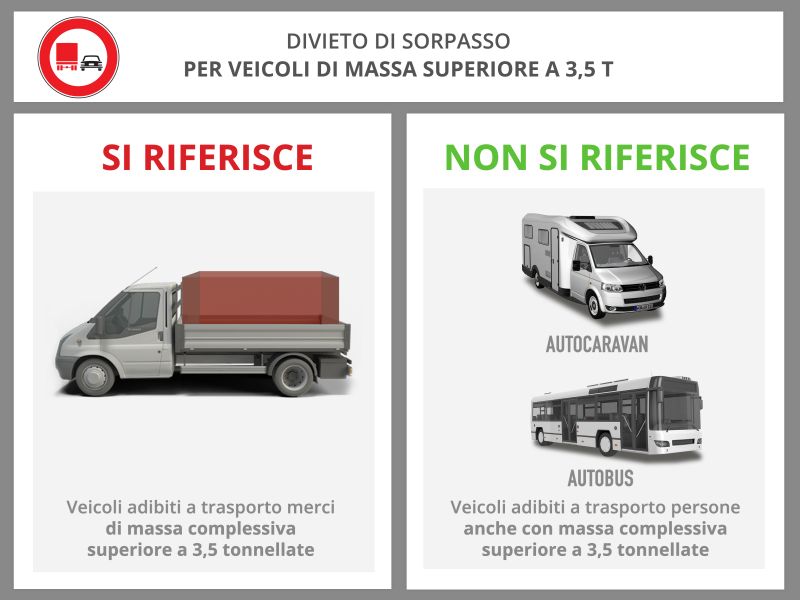 DIVIETO DI SORPASSO
PER VEICOLI DI MASSA SUPERIORE A 3,5 T
SI RIFERISCE
Veicoli adibiti a trasporto merci
di massa complessiva
superiore a 3,5 tonnellate
NON SI RIFERISCE
AUTOCARAVAN
AUTOBUS
Veicoli adibiti a trasporto persone
anche con massa complessiva
superiore a 3,5 tonnellate